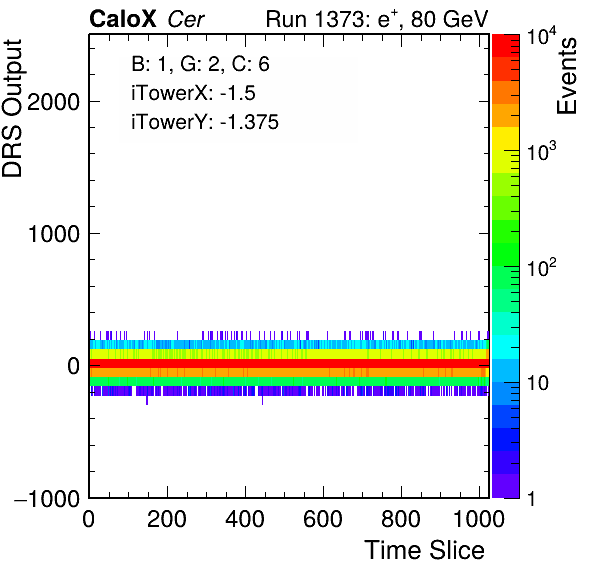 CaloX Cer Run 1373: e⁺, 80 GeV
B: 1, G: 2, C: 6
iTowerX: -1.5
iTowerY: -1.375
DRS Output
2000
1000
0
−1000
0 200 400 600 800 1000
Time Slice
Events
10⁴
10³
10²
10
1